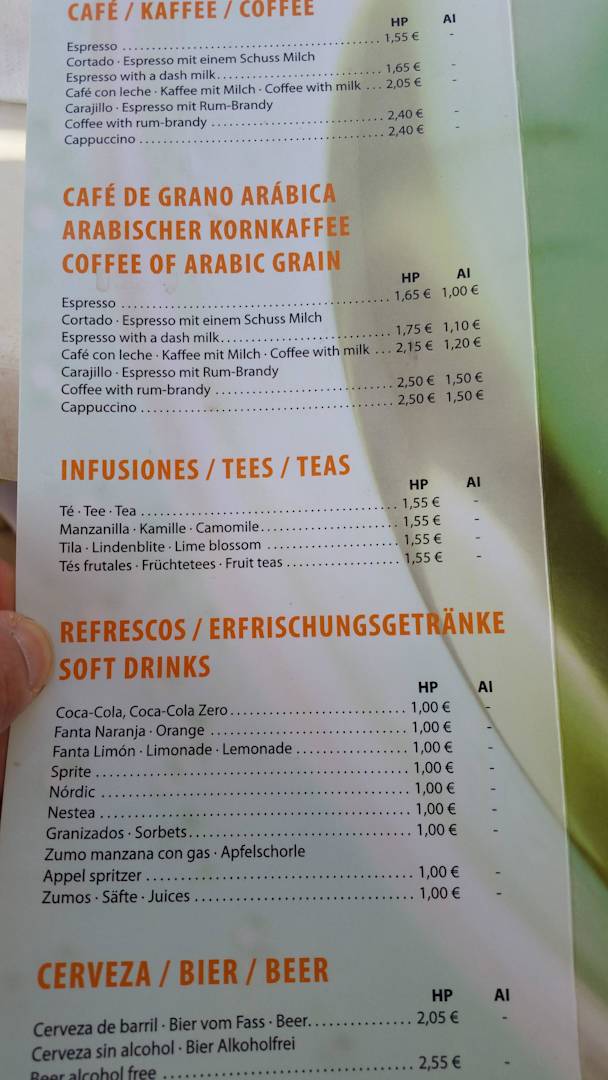 CAFÉ / KAFFEE / COFFEE
HP AI
Espresso 1,55 € -
Cortado · Espresso mit einem Schuss Milch
Espresso with a dash milk 1,65 € -
Café con leche · Kaffee mit Milch · Coffee with milk 2,05 € -
Carajillo · Espresso mit Rum-Brandy
Coffee with rum-brandy 2,40 € -
Cappuccino 2,40 € -
CAFÉ DE GRANO ARÁBICA
ARABISCHER KORNKAFFEE
COFFEE OF ARABIC GRAIN
HP AI
Espresso 1,65 € 1,00 €
Cortado · Espresso mit einem Schuss Milch
Espresso with a dash milk 1,75 € 1,10 €
Café con leche · Kaffee mit Milch · Coffee with milk 2,15 € 1,20 €
Carajillo · Espresso mit Rum-Brandy
Coffee with rum-brandy 2,50 € 1,50 €
Cappuccino 2,50 € 1,50 €
INFUSIONES / TEES / TEAS
HP AI
Té · Tee · Tea 1,55 € -
Manzanilla · Kamille · Camomile 1,55 € -
Tila · Lindenblite · Lime blossom 1,55 € -
Tés frutales · Früchtetees · Fruit teas 1,55 € -
REFRESCOS / ERFRISCHUNGSGETRÄNKE
SOFT DRINKS
HP AI
Coca-Cola, Coca-Cola Zero 1,00 € -
Fanta Naranja · Orange 1,00 € -
Fanta Limón · Limonade · Lemonade 1,00 € -
Sprite 1,00 € -
Nórdic 1,00 € -
Nestea 1,00 € -
Granizados · Sorbets 1,00 € -
Zumo manzana con gas · Apfelschorle
Appel spritzer 1,00 € -
Zumos · Säfte · Juices 1,00 € -
CERVEZA / BIER / BEER
HP AI
Cerveza de barril · Bier vom Fass · Beer 2,05 € -
Cerveza sin alcohol · Bier Alkoholfrei
Beer alcohol free 2,55 € -